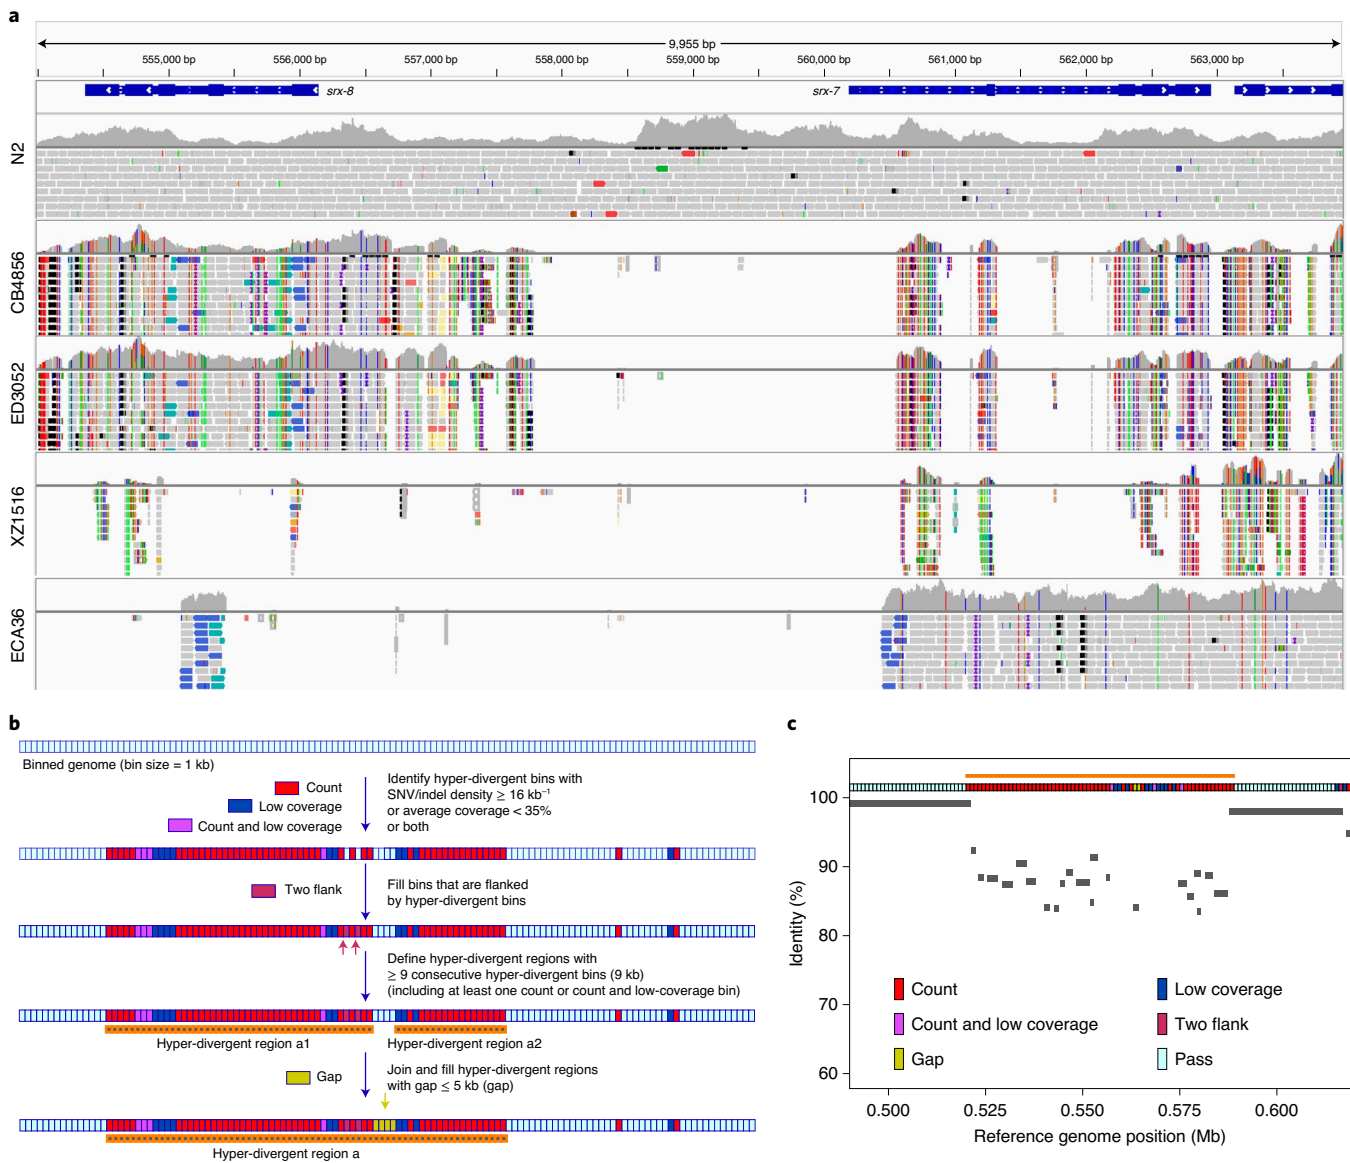 a
9,955 bp
555,000 bp 556,000 bp 557,000 bp 558,000 bp 559,000 bp 560,000 bp 561,000 bp 562,000 bp 563,000 bp
srx-8 srx-7
N2
CB4856
ED3052
XZ1516
ECA36
b
Binned genome (bin size = 1 kb)
Count
Low coverage
Count and low coverage
Identify hyper-divergent bins with
SNV/indel density ≥ 16 kb⁻¹
or average coverage < 35%
or both
Two flank
Fill bins that are flanked
by hyper-divergent bins
Define hyper-divergent regions with
≥ 9 consecutive hyper-divergent bins (9 kb)
(including at least one count or count and low-coverage bin)
Hyper-divergent region a1
Hyper-divergent region a2
Gap
Join and fill hyper-divergent regions
with gap ≤ 5 kb (gap)
Hyper-divergent region a
c
100
90
80
70
60
Identity (%)
Count
Low coverage
Count and low coverage
Two flank
Gap
Pass
0.500 0.525 0.550 0.575 0.600
Reference genome position (Mb)